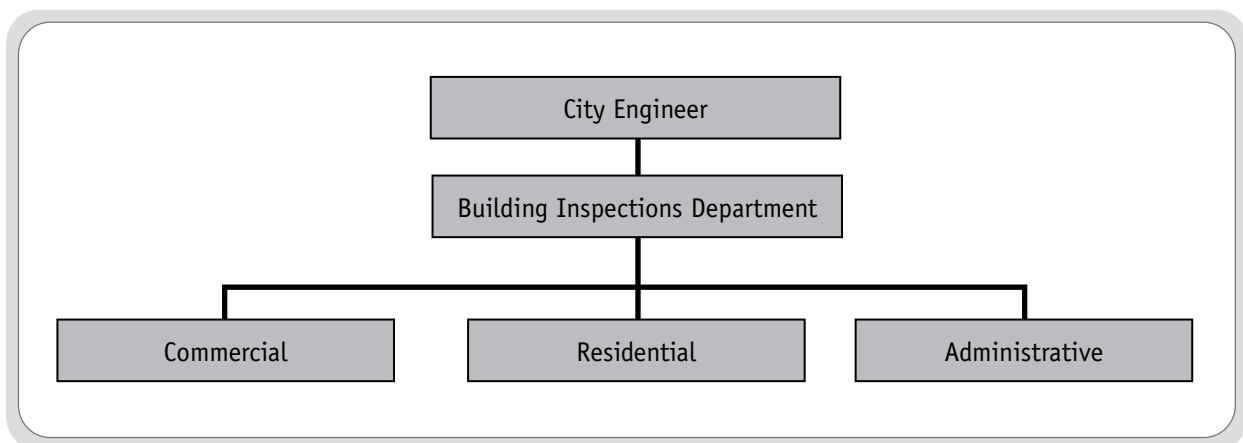 City Engineer
Building Inspections Department
Commercial
Residential
Administrative